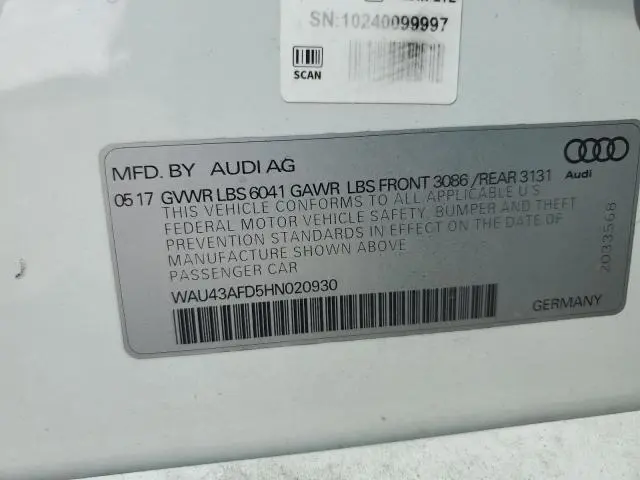 SN:10240099997
SCAN
MFD. BY AUDI AG
05 17 GVWR LBS 6041 GAWR LBS FRONT 3086 /REAR 3131
Audi
THIS VEHICLE CONFORMS TO ALL APPLICABLE U.S.
FEDERAL MOTOR VEHICLE SAFETY, BUMPER AND THEFT
PREVENTION STANDARDS IN EFFECT ON THE DATE OF
MANUFACTURE SHOWN ABOVE
PASSENGER CAR
2033568
WAU43AFD5HN020930
GERMANY